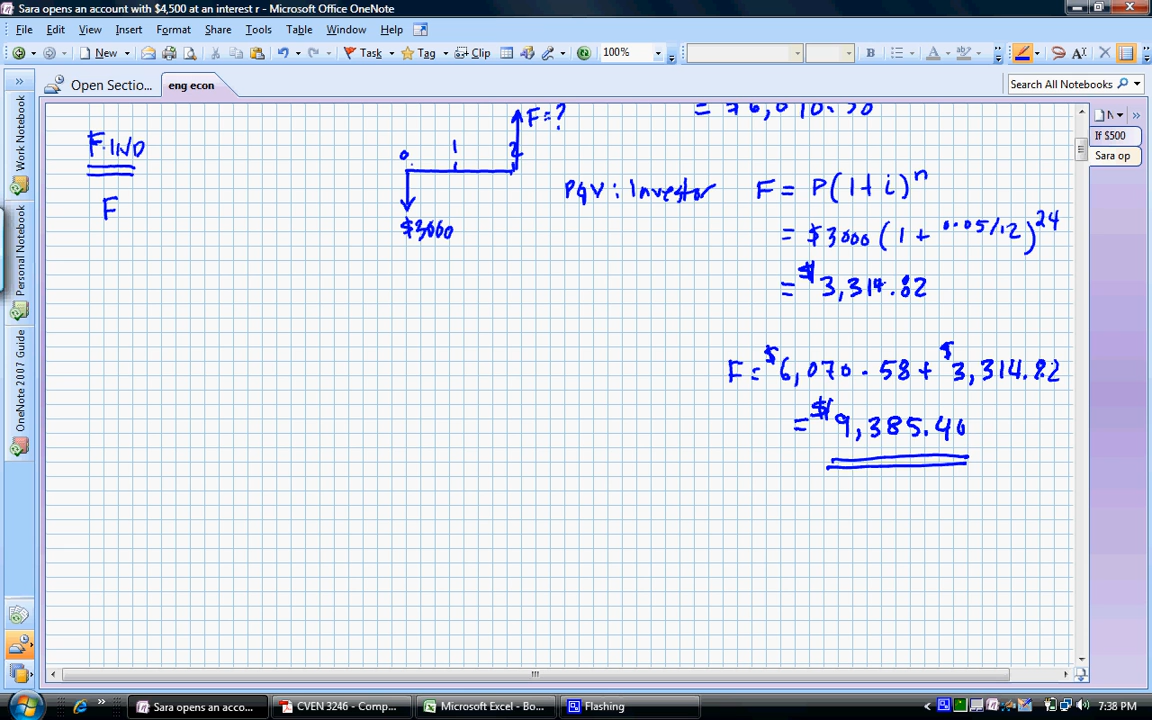 Sara opens an account with $4,500 at an interest r - Microsoft Office OneNote
File Edit View Insert Format Share Tools Table Window Help
New Task Tag Clip 100% B A A
Open Sectio... eng econ Search All Notebooks
Work Notebook
Personal Notebook
OneNote 2007 Guide
N
If $500
Sara op
FIND
F
0 1 2 F = ?
$3000
POV : Investor
F = P(1+i)^n
= $3000 (1 + 0.05/12)^24
= $3,314.82
F = $6,070.58 + $3,314.82
= $9,385.40
Sara opens an acco... CVEN 3246 - Comp... Microsoft Excel - Bo... Flashing 7:38 PM